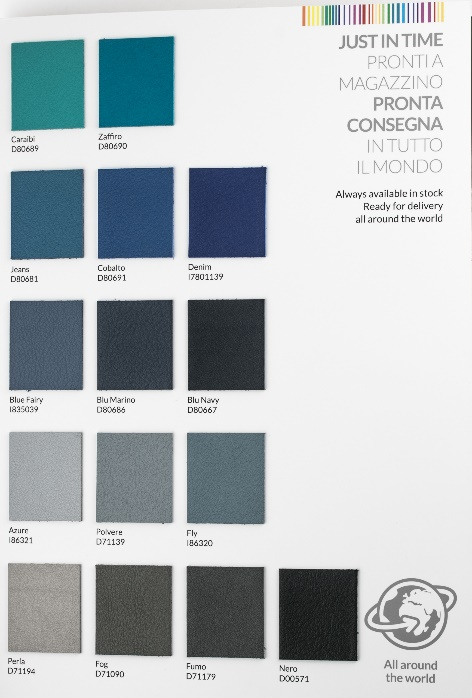 JUST IN TIME
PRONTI A
MAGAZZINO
PRONTA
CONSEGNA
IN TUTTO
IL MONDO
Always available in stock
Ready for delivery
all around the world
Caraibi
D80689
Zaffiro
D80690
Jeans
D80681
Cobalto
D80691
Denim
I7801139
Blue Fairy
I835039
Blu Marino
D80686
Blu Navy
D80667
Azure
I86321
Polvere
D71139
Fly
I86320
Perla
D71194
Fog
D71090
Fumo
D71179
Nero
D00571
All around
the world